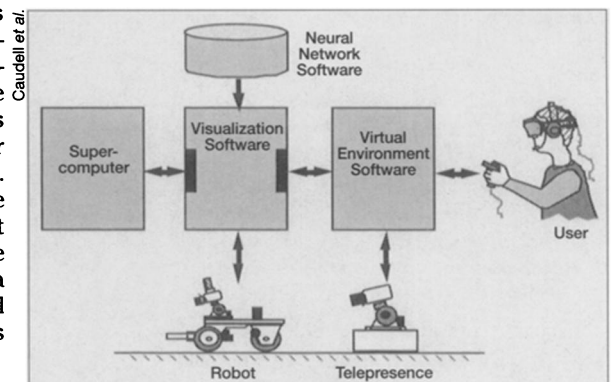 Caudell et al.
Neural
Network
Software
Super-
computer
Visualization
Software
Virtual
Environment
Software
User
Robot
Telepresence